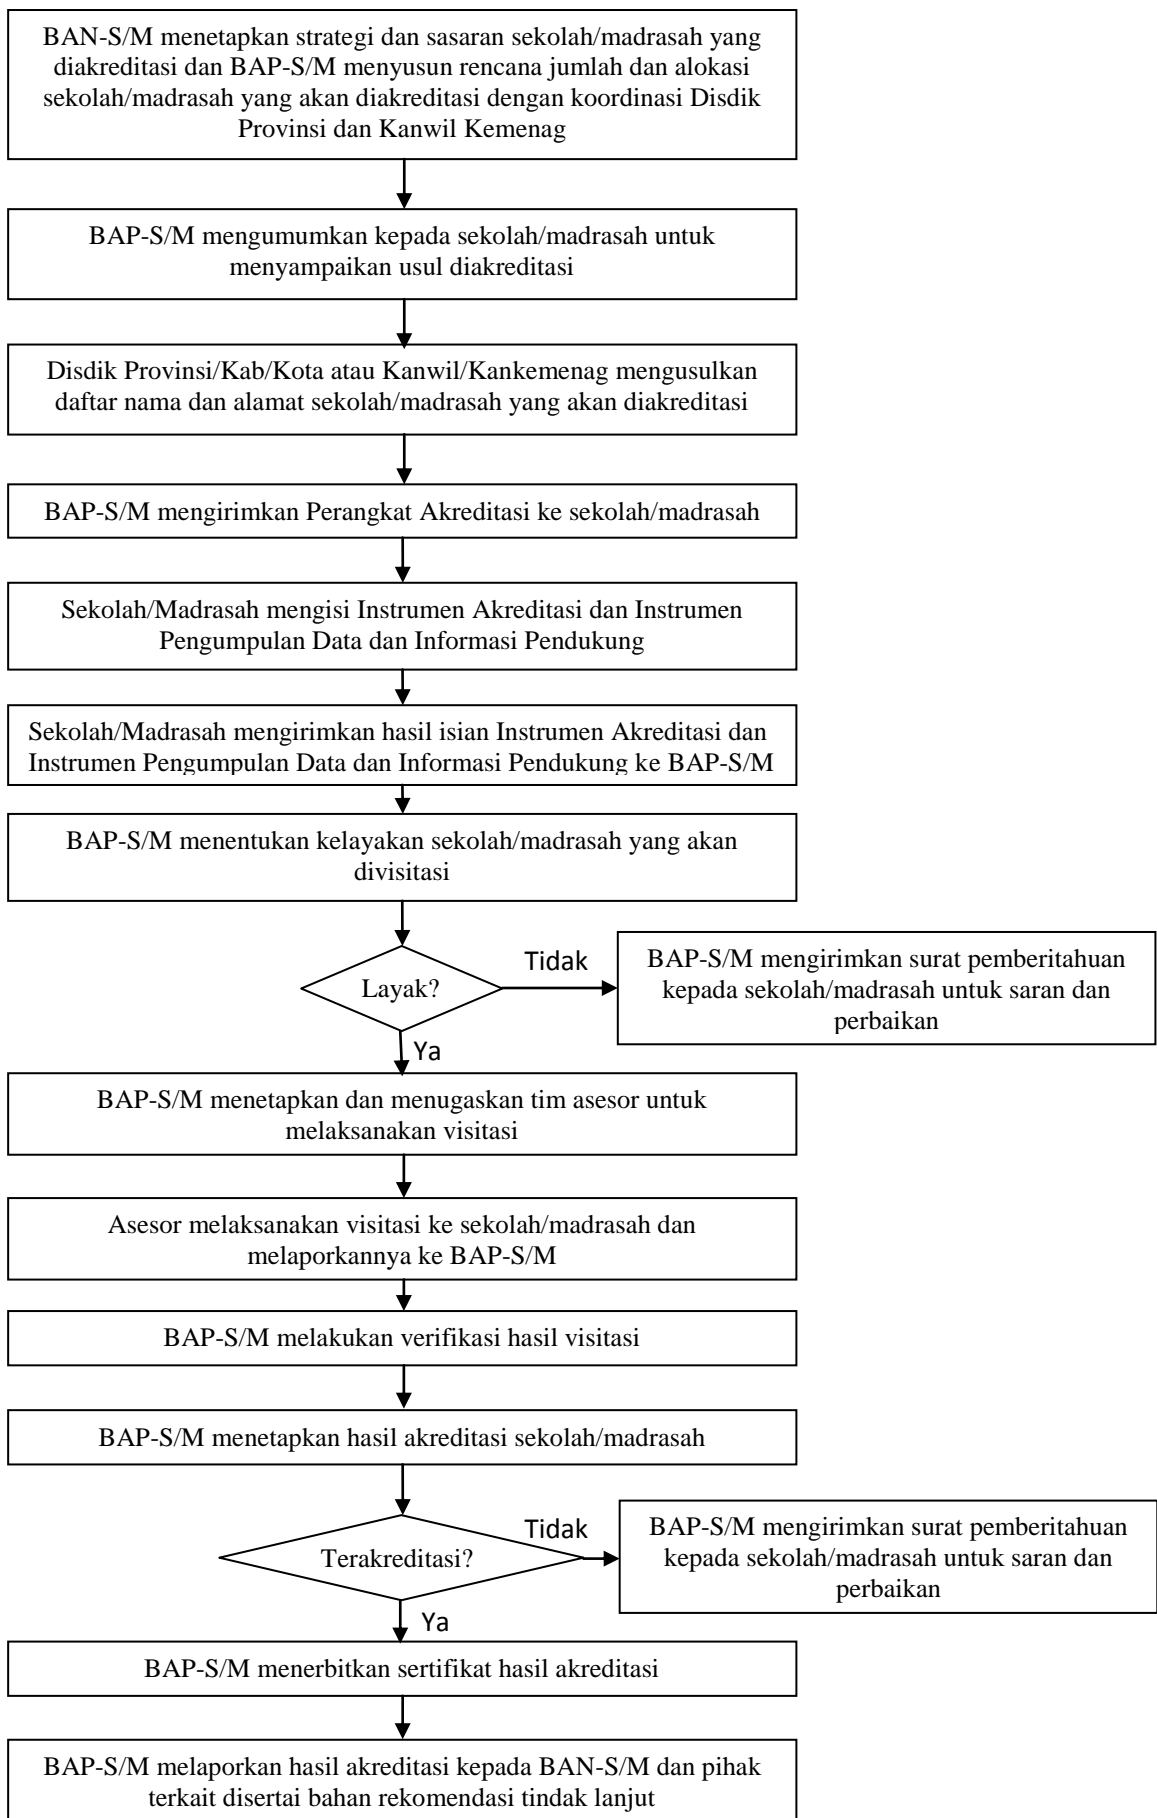 BAN-S/M menetapkan strategi dan sasaran sekolah/madrasah yang
diakreditasi dan BAP-S/M menyusun rencana jumlah dan alokasi
sekolah/madrasah yang akan diakreditasi dengan koordinasi Disdik
Provinsi dan Kanwil Kemenag
BAP-S/M mengumumkan kepada sekolah/madrasah untuk
menyampaikan usul diakreditasi
Disdik Provinsi/Kab/Kota atau Kanwil/Kankemenag mengusulkan
daftar nama dan alamat sekolah/madrasah yang akan diakreditasi
BAP-S/M mengirimkan Perangkat Akreditasi ke sekolah/madrasah
Sekolah/Madrasah mengisi Instrumen Akreditasi dan Instrumen
Pengumpulan Data dan Informasi Pendukung
Sekolah/Madrasah mengirimkan hasil isian Instrumen Akreditasi dan
Instrumen Pengumpulan Data dan Informasi Pendukung ke BAP-S/M
BAP-S/M menentukan kelayakan sekolah/madrasah yang akan
divisitasi
Layak?
Tidak
BAP-S/M mengirimkan surat pemberitahuan
kepada sekolah/madrasah untuk saran dan
perbaikan
Ya
BAP-S/M menetapkan dan menugaskan tim asesor untuk
melaksanakan visitasi
Asesor melaksanakan visitasi ke sekolah/madrasah dan
melaporkannya ke BAP-S/M
BAP-S/M melakukan verifikasi hasil visitasi
BAP-S/M menetapkan hasil akreditasi sekolah/madrasah
Terakreditasi?
Tidak
BAP-S/M mengirimkan surat pemberitahuan
kepada sekolah/madrasah untuk saran dan
perbaikan
Ya
BAP-S/M menerbitkan sertifikat hasil akreditasi
BAP-S/M melaporkan hasil akreditasi kepada BAN-S/M dan pihak
terkait disertai bahan rekomendasi tindak lanjut